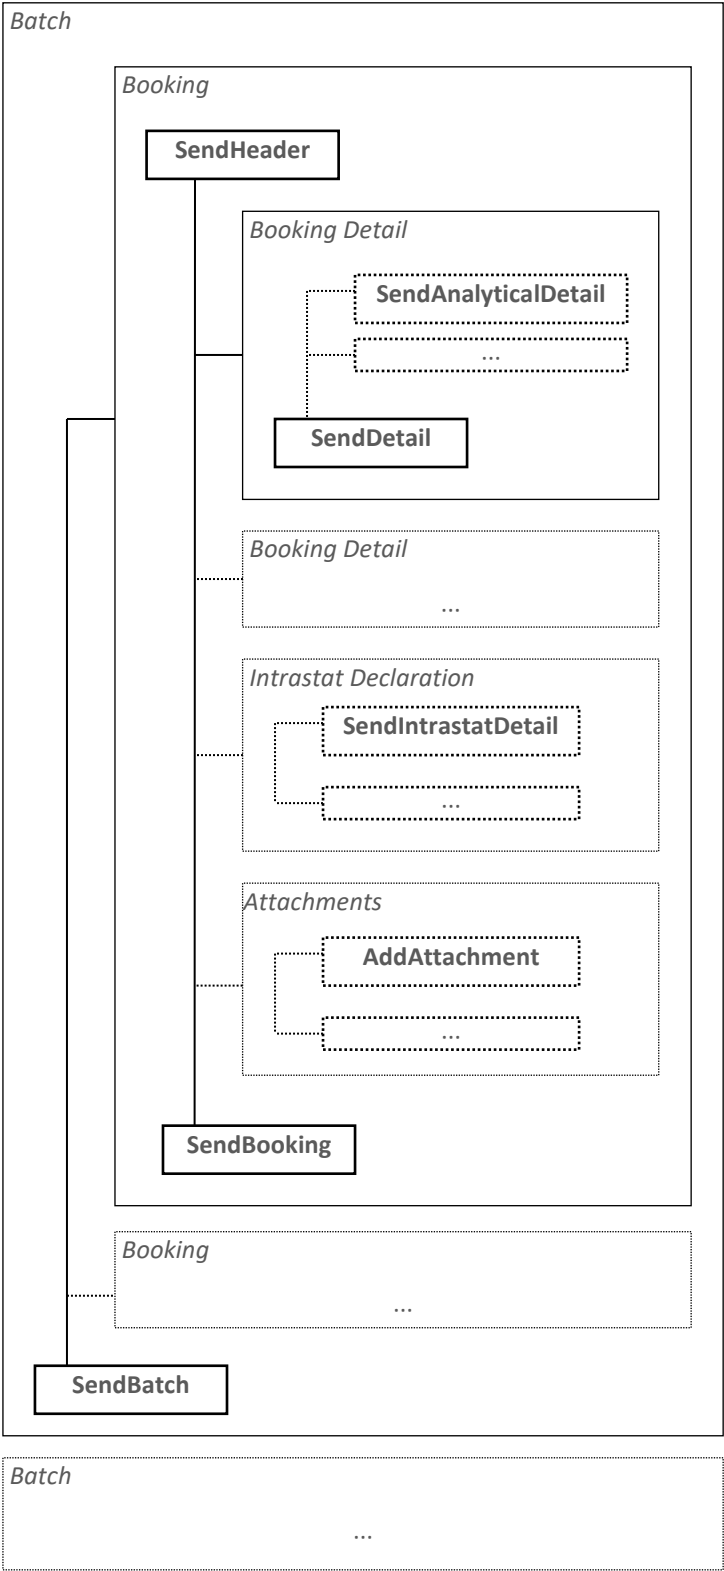 Batch
Booking
SendHeader
Booking Detail
SendAnalyticalDetail
...
SendDetail
Booking Detail
...
Intrastat Declaration
SendIntrastatDetail
...
Attachments
AddAttachment
...
SendBooking
Booking
...
SendBatch
Batch
...